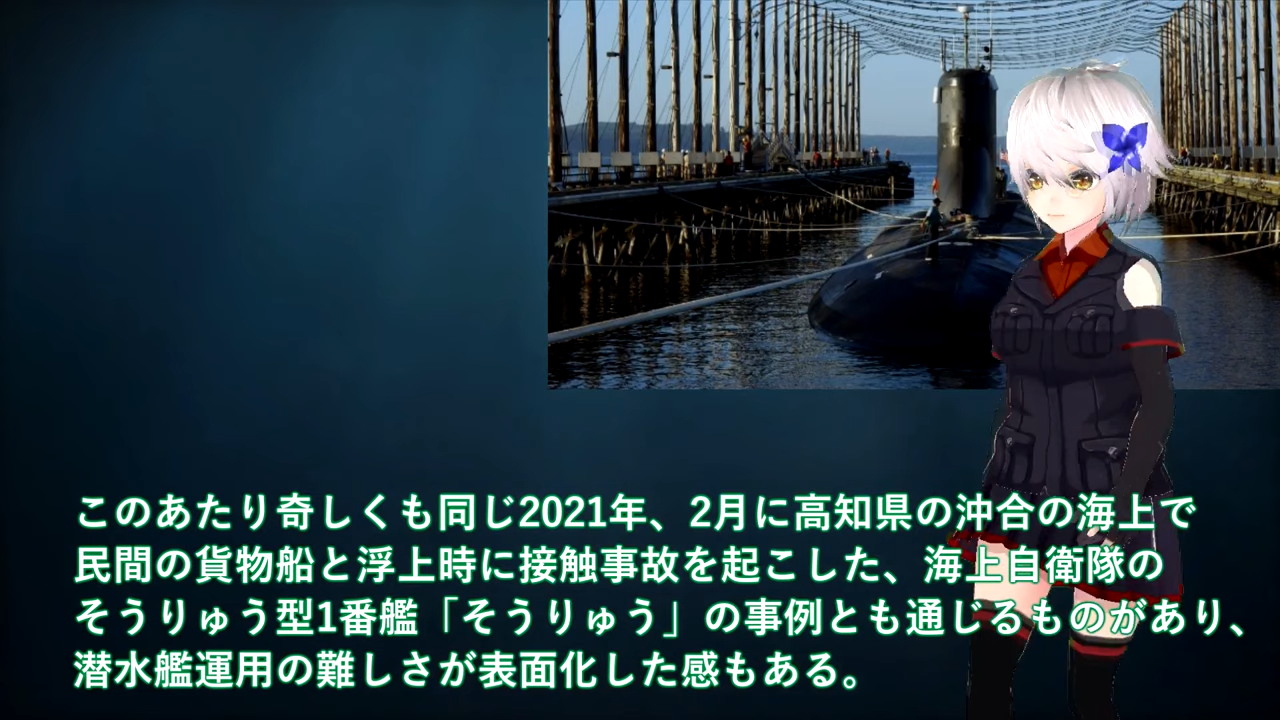 このあたり奇しくも同じ2021年、2月に高知県の沖合の海上で
民間の貨物船と浮上時に接触事故を起こした、海上自衛隊の
そうりゅう型1番艦「そうりゅう」の事例とも通じるものがあり、
潜水艦運用の難しさが表面化した感もある。